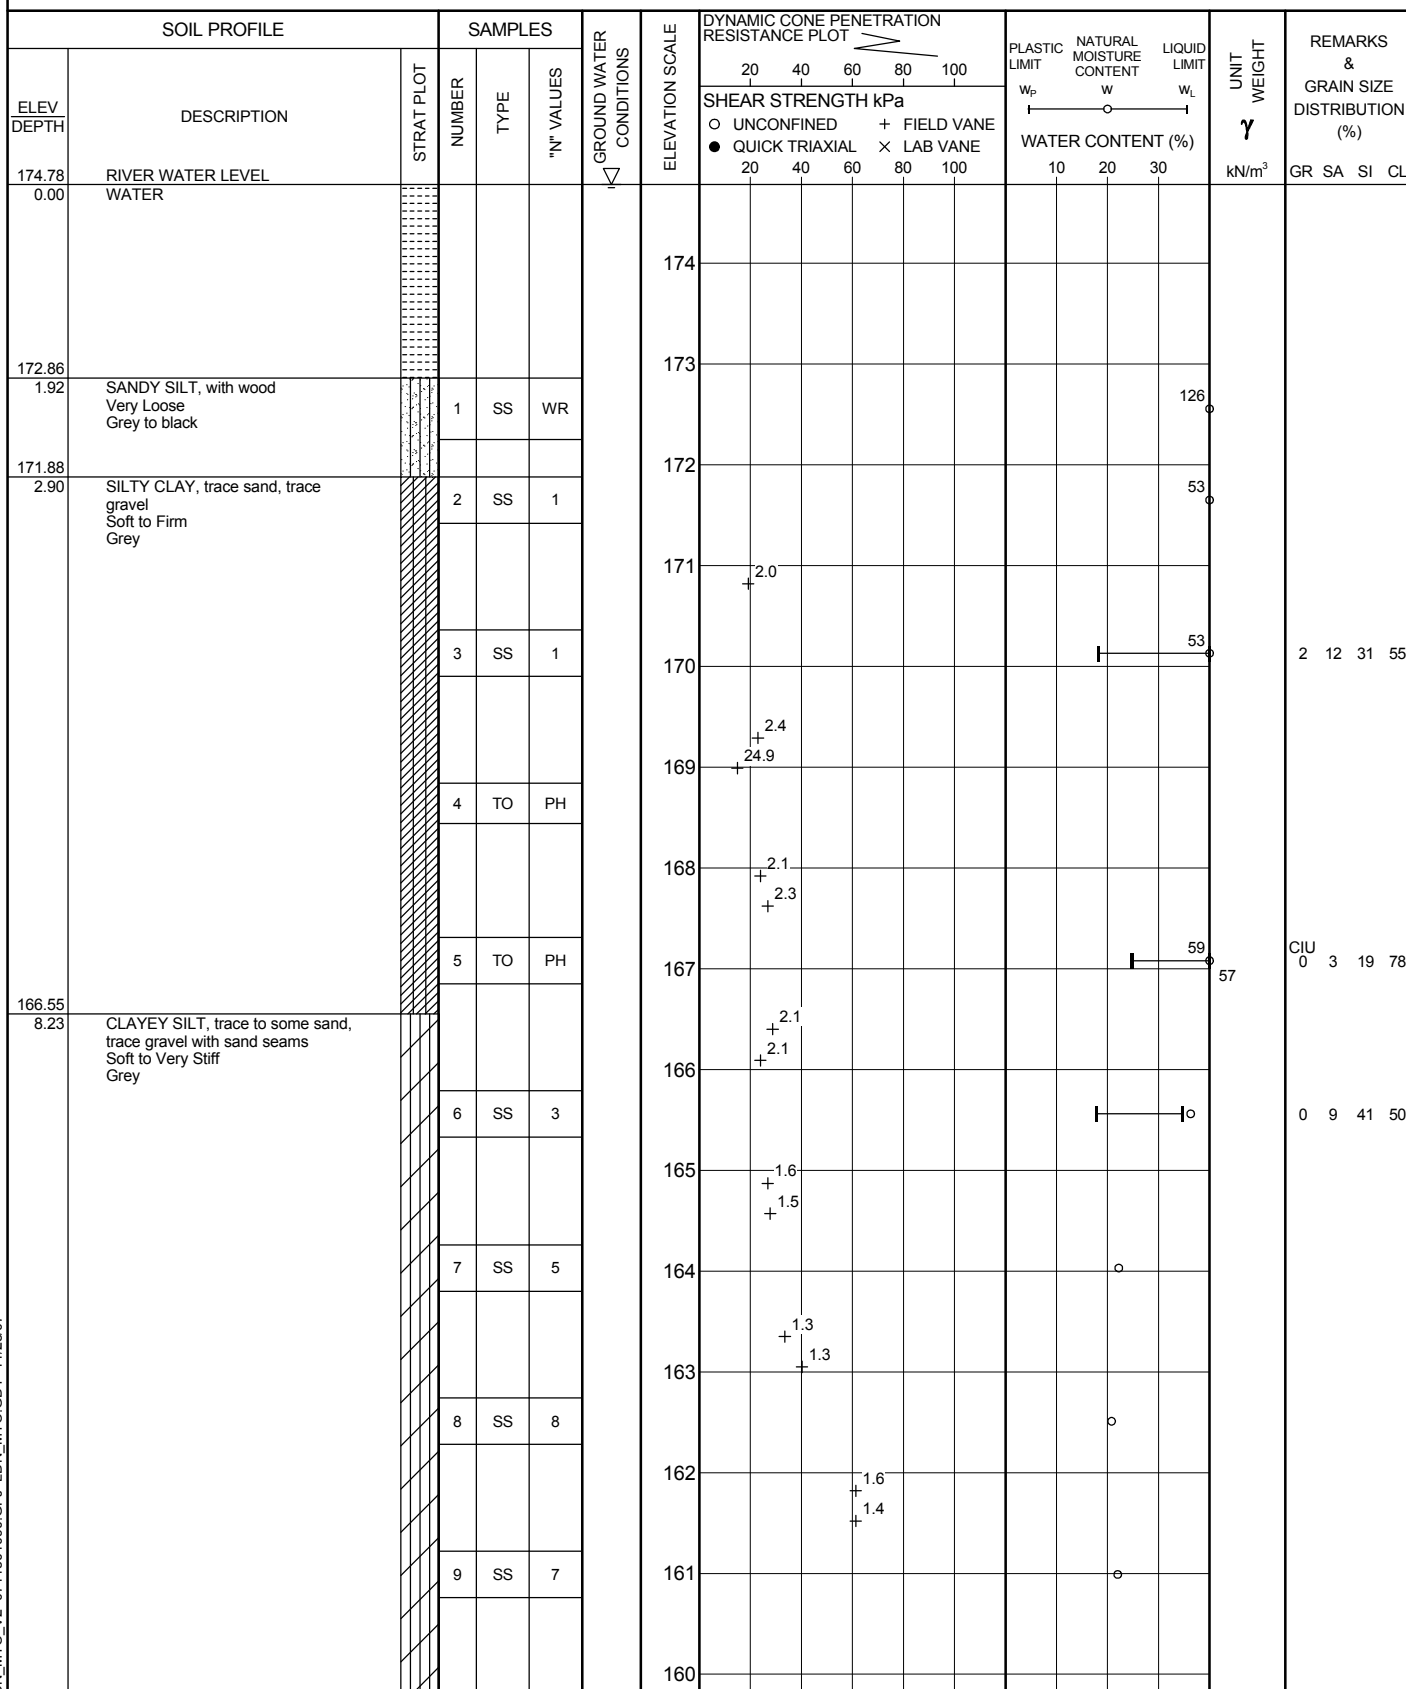 SOIL PROFILE
SAMPLES
GROUND WATER CONDITIONS
ELEVATION SCALE
DYNAMIC CONE PENETRATION
RESISTANCE PLOT
20 40 60 80 100
SHEAR STRENGTH kPa
○ UNCONFINED + FIELD VANE
● QUICK TRIAXIAL × LAB VANE
20 40 60 80 100
PLASTIC LIMIT
NATURAL MOISTURE CONTENT
LIQUID LIMIT
wP w wL
WATER CONTENT (%)
10 20 30
UNIT WEIGHT
γ
kN/m³
REMARKS
&
GRAIN SIZE
DISTRIBUTION
(%)
GR SA SI CL
ELEV
DEPTH
DESCRIPTION
STRAT PLOT
NUMBER
TYPE
"N" VALUES
174.78 RIVER WATER LEVEL
0.00 WATER
174
173
172.86
1.92 SANDY SILT, with wood
Very Loose
Grey to black
1 SS WR
126
172
171.88
2.90 SILTY CLAY, trace sand, trace
gravel
Soft to Firm
Grey
2 SS 1
53
171
2.0
3 SS 1
53
2 12 31 55
170
2.4
24.9
169
4 TO PH
168
2.1
2.3
5 TO PH
59
57
CIU
0 3 19 78
167
166.55
8.23 CLAYEY SILT, trace to some sand,
trace gravel with sand seams
Soft to Very Stiff
Grey
2.1
2.1
166
6 SS 3
0 9 41 50
165
1.6
1.5
7 SS 5
164
1.3
1.3
163
8 SS 8
162
1.6
1.4
9 SS 7
161
160